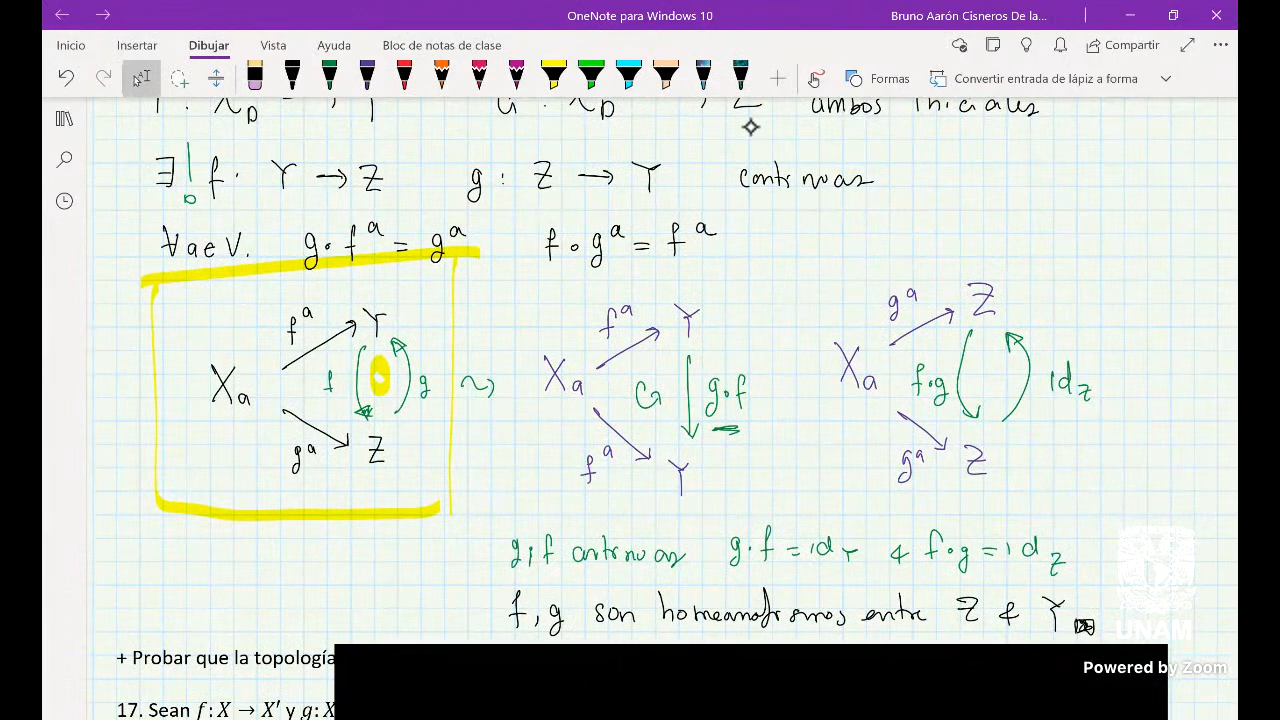 OneNote para Windows 10
Bruno Aarón Cisneros De la...
Inicio Insertar Dibujar Vista Ayuda Bloc de notas de clase Compartir
Formas Convertir entrada de lápiz a forma
ambos iniciales
∃! f: Y → Z g: Z → Y continuas
∀a∈V. g∘f^a = g^a f∘g^a = f^a
f^a Y f^a Y g^a Z
X_a f g ⇝ X_a G g∘f X_a f∘g id_Z
g^a Z f^a Y g^a Z
g, f continuas g∘f = id_Y & f∘g = id_Z
f, g son homeomofismos entre Z & Y
UNAM
+ Probar que la topología
Powered by Zoom
17. Sean f: X → X′ y g: X